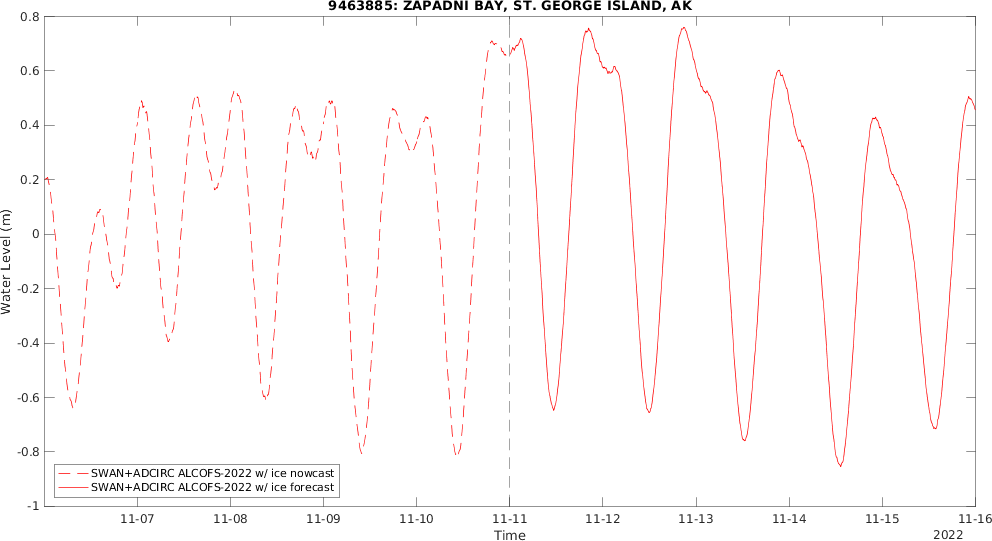 9463885: ZAPADNI BAY, ST. GEORGE ISLAND, AK
0.8
0.6
0.4
0.2
0
-0.2
-0.4
-0.6
-0.8
-1
Water Level (m)
SWAN+ADCIRC ALCOFS-2022 w/ ice nowcast
SWAN+ADCIRC ALCOFS-2022 w/ ice forecast
11-07 11-08 11-09 11-10 11-11 11-12 11-13 11-14 11-15 11-16
Time
2022